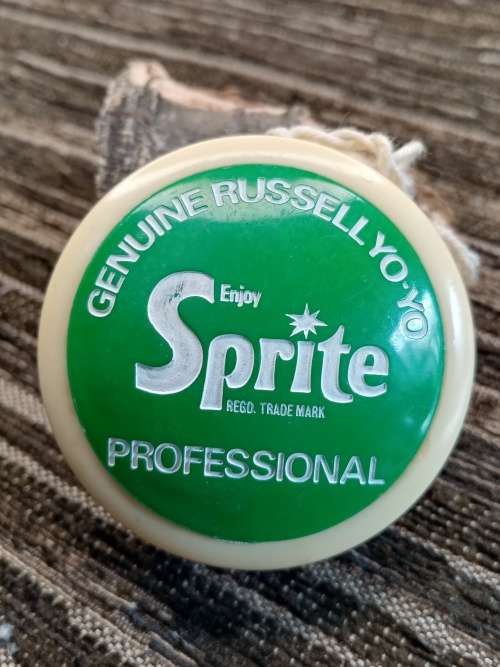 GENUINE RUSSELL YO-YO
Enjoy
Sprite
REGD. TRADE MARK
PROFESSIONAL